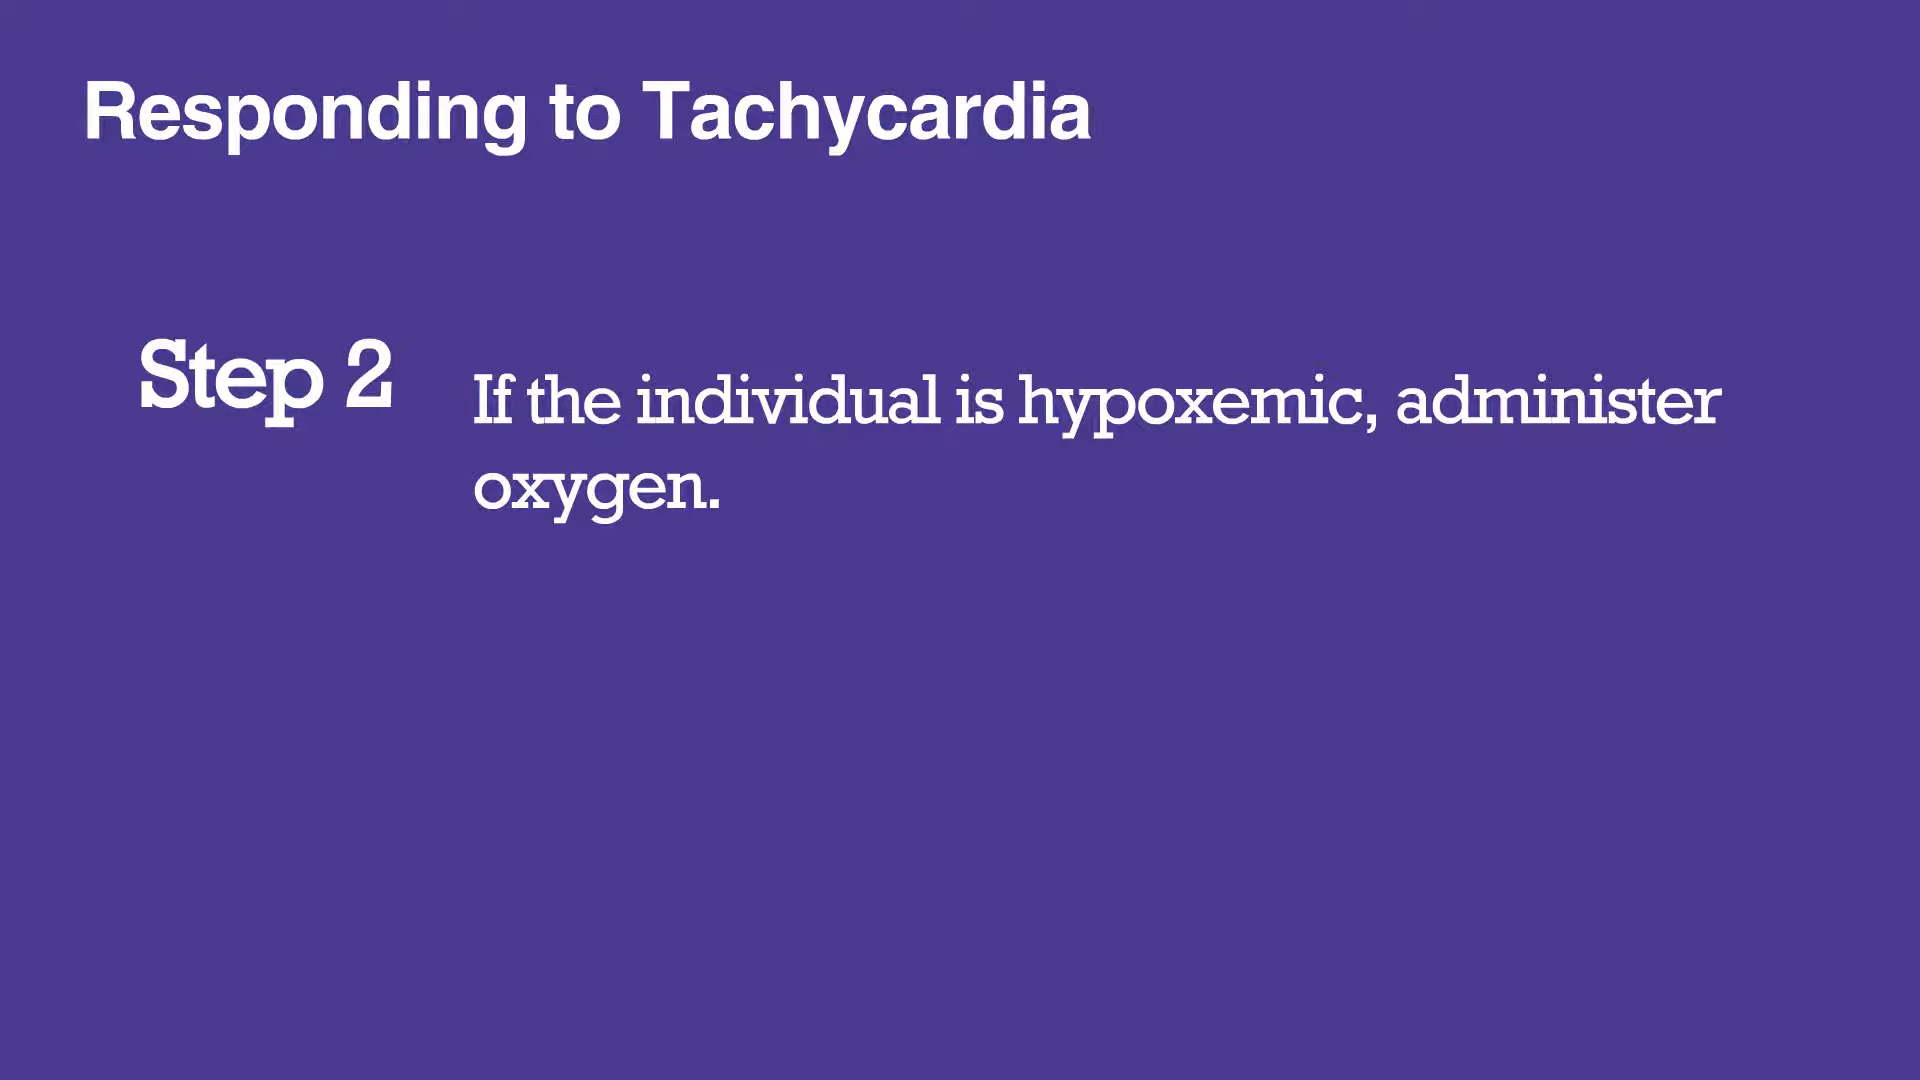 Responding to Tachycardia
Step 2
If the individual is hypoxemic, administer
oxygen.